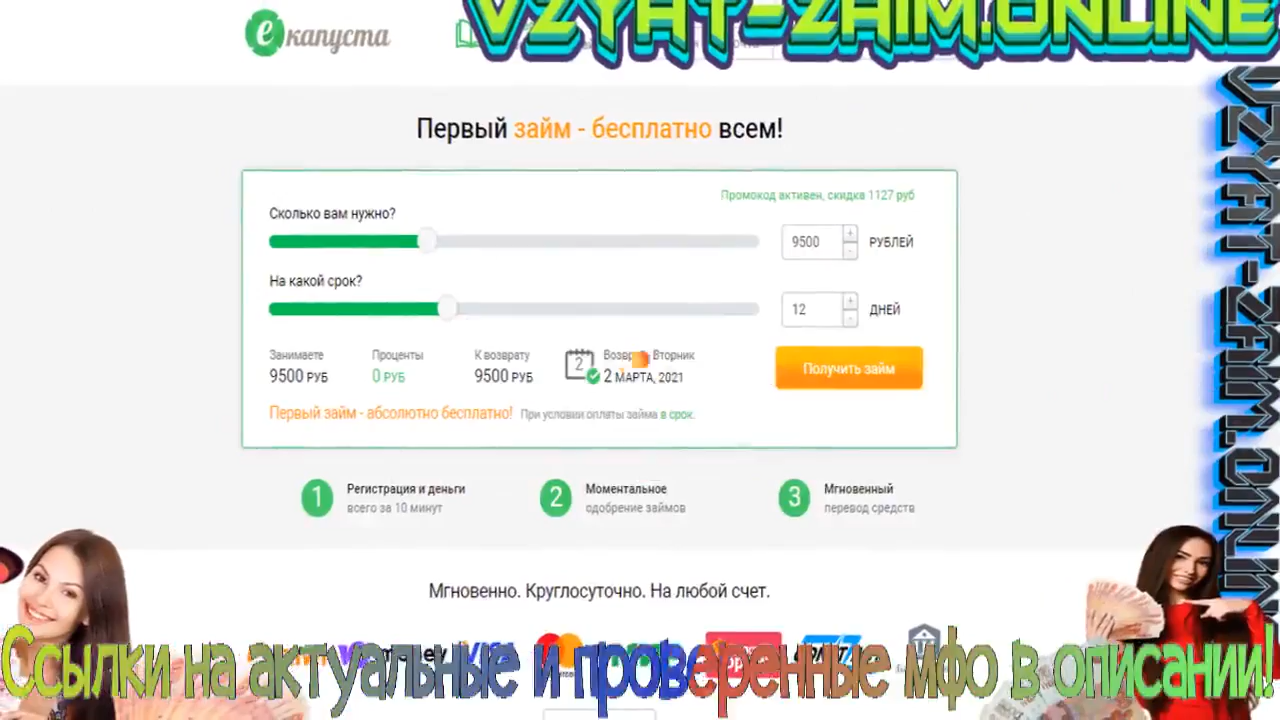 VZYAT-ZAIM.ONLINE
екапуста
Первый займ - бесплатно всем!
Промокод активен, скидка 1127 руб
Сколько вам нужно?
9500 РУБЛЕЙ
На какой срок?
12 ДНЕЙ
Занимаете Проценты К возврату Вторник
9500 РУБ 0 РУБ 9500 РУБ 2 2 МАРТА, 2021
Получить займ
Первый займ - абсолютно бесплатно! При условии оплаты займа в срок.
1 Регистрация и деньги
всего за 10 минут
2 Моментальное
одобрение займов
3 Мгновенный
перевод средств
Мгновенно. Круглосуточно. На любой счет.
Ссылки на актуальные и проверенные мфо в описании!
VZYAT-ZAIM.ONLIN